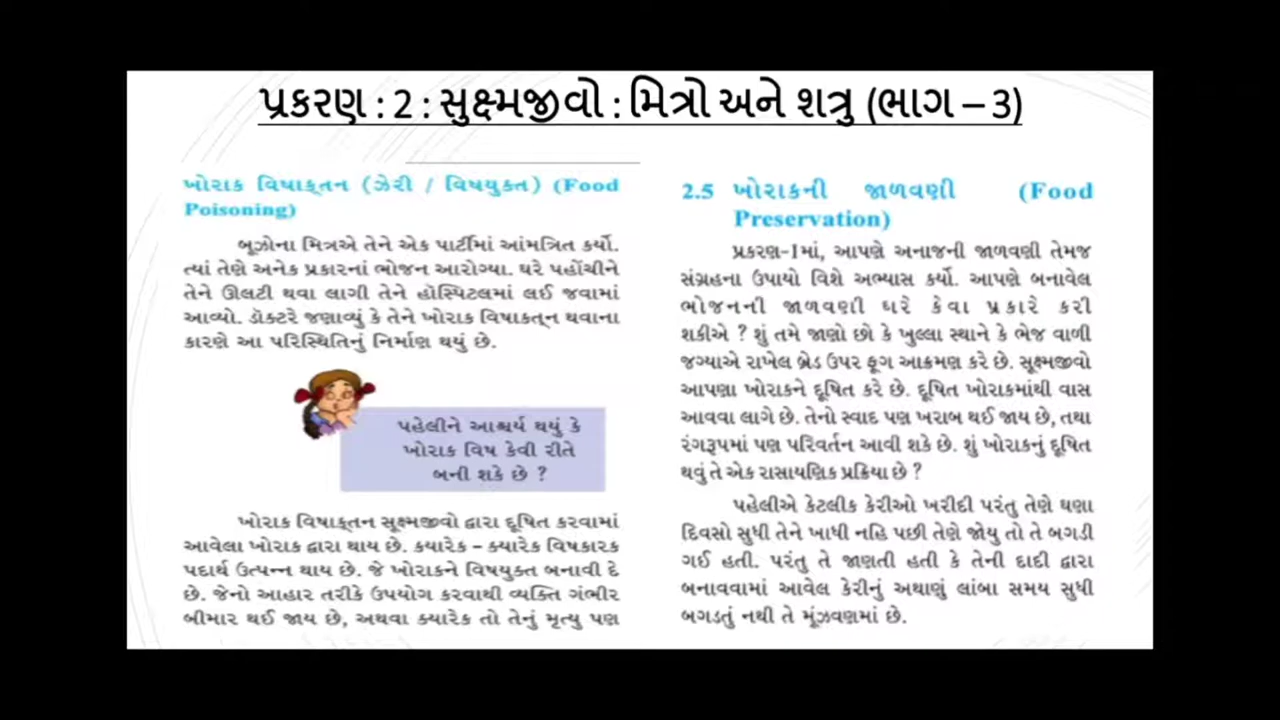 પ્રકરણ : 2 : સુક્ષ્મજીવો : મિત્રો અને શત્રુ (ભાગ – 3)
ખોરાક વિષાક્તન (ઝેરી / વિષયુક્ત) (Food
Poisoning)
બૂઝોના મિત્રએ તેને એક પાર્ટીમાં આંમત્રિત કર્યો.
ત્યાં તેણે અનેક પ્રકારનાં ભોજન આરોગ્યા. ઘરે પહોંચીને
તેને ઊલટી થવા લાગી તેને હૉસ્પિટલમાં લઈ જવામાં
આવ્યો. ડૉક્ટરે જણાવ્યું કે તેને ખોરાક વિષાકત્ન થવાના
કારણે આ પરિસ્થિતિનું નિર્માણ થયું છે.
પહેલીને આશ્ચર્ય થયું કે
ખોરાક વિષ કેવી રીતે
બની શકે છે ?
ખોરાક વિષાક્તન સૂક્ષ્મજીવો દ્વારા દૂષિત કરવામાં
આવેલા ખોરાક દ્વારા થાય છે. ક્યારેક – ક્યારેક વિષકારક
પદાર્થ ઉત્પન્ન થાય છે. જે ખોરાકને વિષયુક્ત બનાવી દે
છે. જેનો આહાર તરીકે ઉપયોગ કરવાથી વ્યક્તિ ગંભીર
બીમાર થઈ જાય છે, અથવા ક્યારેક તો તેનું મૃત્યુ પણ
2.5 ખોરાકની જાળવણી (Food
Preservation)
પ્રકરણ-1માં, આપણે અનાજની જાળવણી તેમજ
સંગ્રહના ઉપાયો વિશે અભ્યાસ કર્યો. આપણે બનાવેલ
ભોજનની જાળવણી ઘરે કેવા પ્રકારે કરી
શકીએ ? શું તમે જાણો છો કે ખુલ્લા સ્થાને કે ભેજ વાળી
જગ્યાએ રાખેલ બ્રેડ ઉપર ફૂગ આક્રમણ કરે છે. સૂક્ષ્મજીવો
આપણા ખોરાકને દૂષિત કરે છે. દૂષિત ખોરાકમાંથી વાસ
આવવા લાગે છે. તેનો સ્વાદ પણ ખરાબ થઈ જાય છે, તથા
રંગરૂપમાં પણ પરિવર્તન આવી શકે છે. શું ખોરાકનું દૂષિત
થવું તે એક રાસાયણિક પ્રક્રિયા છે ?
પહેલીએ કેટલીક કેરીઓ ખરીદી પરંતુ તેણે ઘણા
દિવસો સુધી તેને ખાધી નહિ પછી તેણે જોયુ તો તે બગડી
ગઈ હતી. પરંતુ તે જાણતી હતી કે તેની દાદી દ્વારા
બનાવવામાં આવેલ કેરીનું અથાણું લાંબા સમય સુધી
બગડતું નથી તે મૂંઝવણમાં છે.